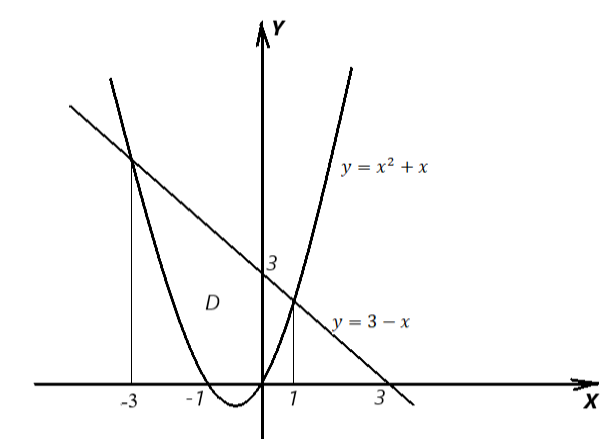 Y
y = x² + x
3
D
y = 3 − x
-3 -1 1 3
X